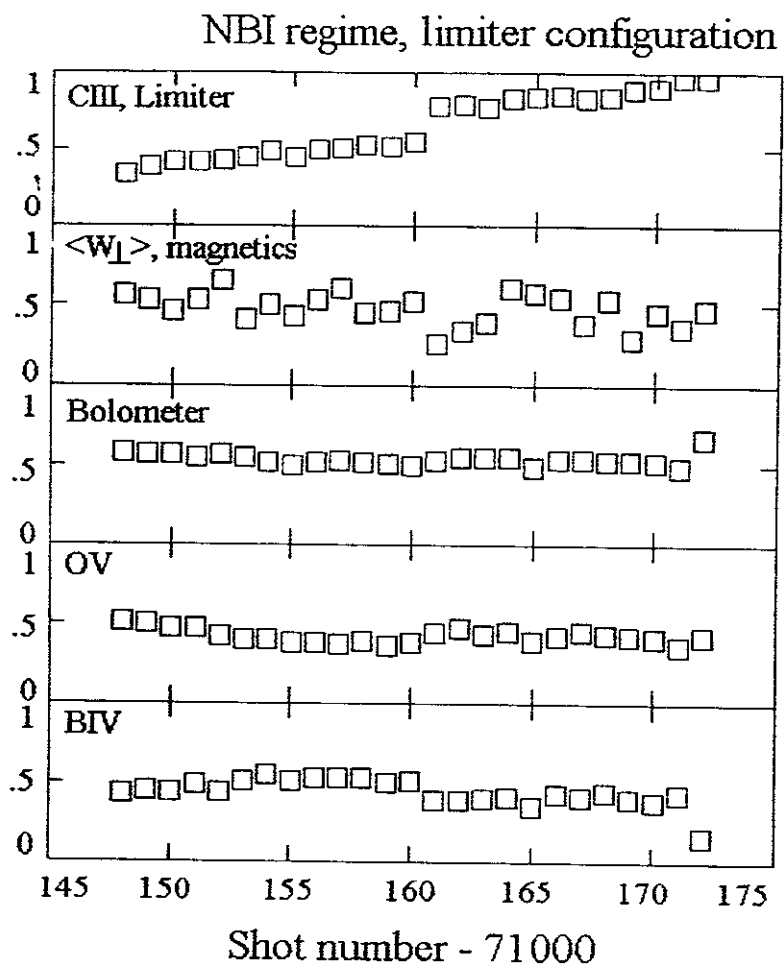 NBI regime, limiter configuration
1
CIII, Limiter
.5
0
1
<W⊥>, magnetics
.5
0
1
Bolometer
.5
0
1
OV
.5
0
1
BIV
.5
0
145 150 155 160 165 170 175
Shot number - 71000